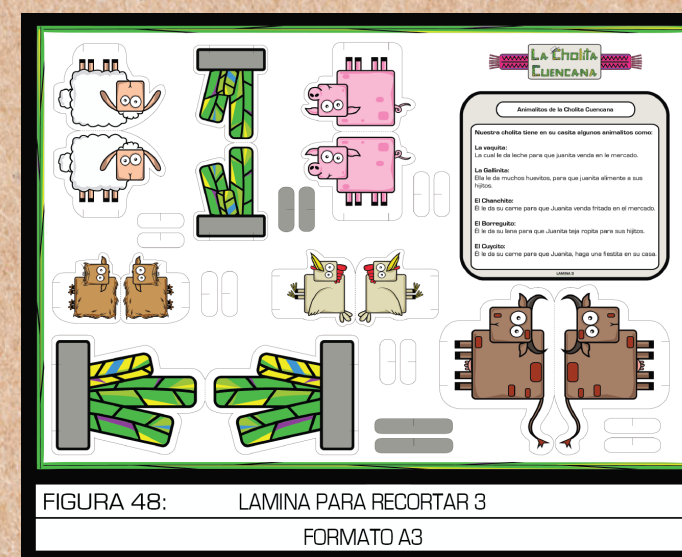 La Cholita
Cuencana
Animalitos de la Cholita Cuencana
Nuestra cholita tiene en su casita algunos animalitos como:
La vaquita:
La cual le da leche para que juanita venda en le mercado.
La Gallinita:
Ella le da muchos huevitos, para que juanita alimente a sus
hijitos.
El Chanchito:
Él le da su carne para que Juanita venda fritada en el mercado.
El Borreguito:
Él le da su lana para que Juanita teja ropita para sus hijitos.
El Cuycito:
Él le da su carne para que Juanita, haga una fiestita en su casa.
LAMINA 3
FIGURA 48: LAMINA PARA RECORTAR 3
FORMATO A3